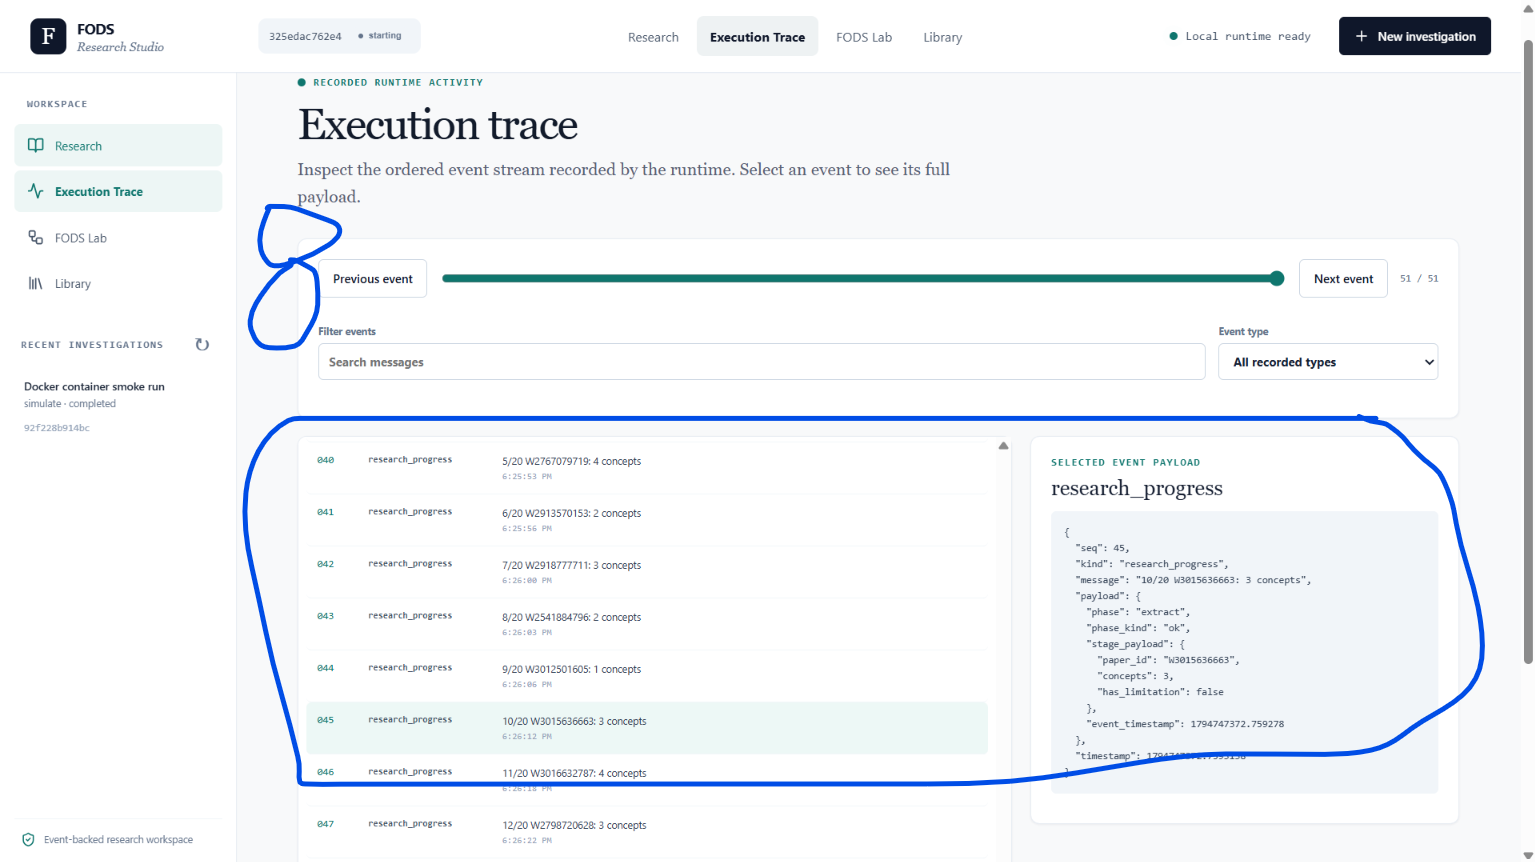 F
FODS
Research Studio
325edac762e4
starting
Research
Execution Trace
FODS Lab
Library
Local runtime ready
+ New investigation
WORKSPACE
Research
Execution Trace
FODS Lab
Library
RECENT INVESTIGATIONS
Docker container smoke run
simulate · completed
92f228b914bc
Event-backed research workspace
RECORDED RUNTIME ACTIVITY
Execution trace
Inspect the ordered event stream recorded by the runtime. Select an event to see its full
payload.
Previous event
Next event
51 / 51
Filter events
Search messages
Event type
All recorded types
040 research_progress 5/20 W2767079719: 4 concepts
6:25:53 PM
041 research_progress 6/20 W2913570153: 2 concepts
6:25:56 PM
042 research_progress 7/20 W2918777711: 3 concepts
6:26:00 PM
043 research_progress 8/20 W2541884796: 2 concepts
6:26:03 PM
044 research_progress 9/20 W3012501605: 1 concepts
6:26:06 PM
045 research_progress 10/20 W3015636663: 3 concepts
6:26:12 PM
046 research_progress 11/20 W3016632787: 4 concepts
6:26:18 PM
047 research_progress 12/20 W2798720628: 3 concepts
6:26:22 PM
SELECTED EVENT PAYLOAD
research_progress
{
"seq": 45,
"kind": "research_progress",
"message": "10/20 W3015636663: 3 concepts",
"payload": {
"phase": "extract",
"phase_kind": "ok",
"stage_payload": {
"paper_id": "W3015636663",
"concepts": 3,
"has_limitation": false
},
"event_timestamp": 1794747372.759278
},
"timestamp":
}